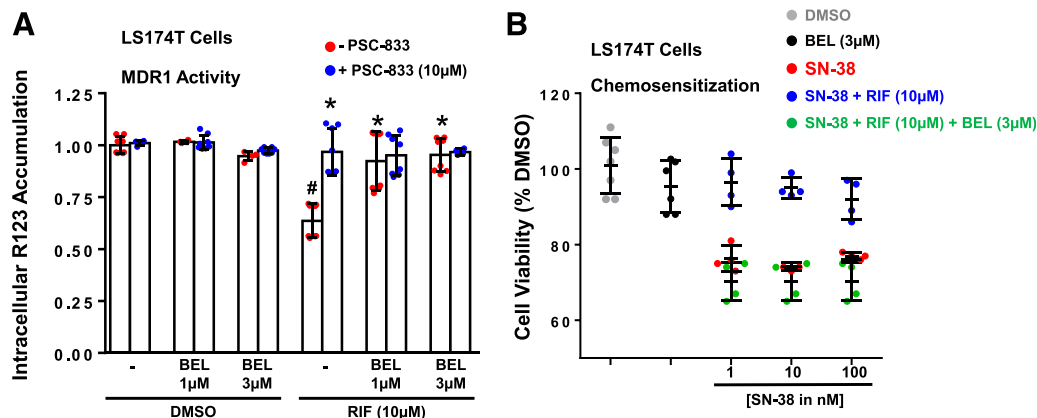 A
LS174T Cells
MDR1 Activity
- PSC-833
+ PSC-833 (10µM)
Intracellular R123 Accumulation
1.25
1.00
0.75
0.50
0.25
0.00
#
*
*
*
-
BEL
1µM
BEL
3µM
-
BEL
1µM
BEL
3µM
DMSO
RIF (10µM)
B
LS174T Cells
Chemosensitization
DMSO
BEL (3µM)
SN-38
SN-38 + RIF (10µM)
SN-38 + RIF (10µM) + BEL (3µM)
Cell Viability (% DMSO)
120
100
80
60
1
10
100
[SN-38 in nM]